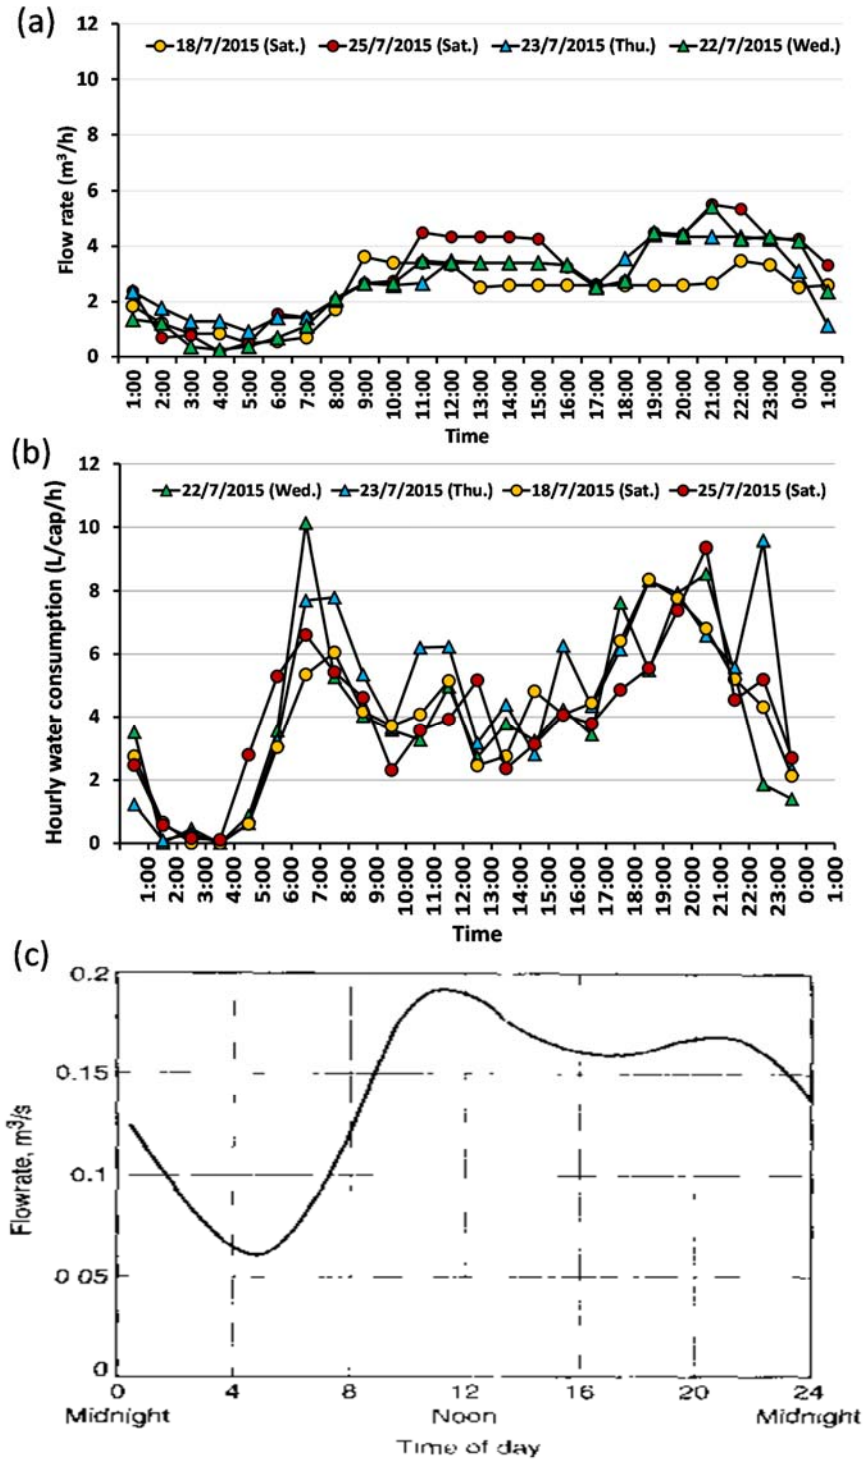 (a)
12
10
8
6
4
2
0
Flow rate (m³/h)
18/7/2015 (Sat.) 25/7/2015 (Sat.) 23/7/2015 (Thu.) 22/7/2015 (Wed.)
1:00 2:00 3:00 4:00 5:00 6:00 7:00 8:00 9:00 10:00 11:00 12:00 13:00 14:00 15:00 16:00 17:00 18:00 19:00 20:00 21:00 22:00 23:00 0:00 1:00
Time
(b)
12
10
8
6
4
2
0
Hourly water consumption (L/cap/h)
22/7/2015 (Wed.) 23/7/2015 (Thu.) 18/7/2015 (Sat.) 25/7/2015 (Sat.)
1:00 2:00 3:00 4:00 5:00 6:00 7:00 8:00 9:00 10:00 11:00 12:00 13:00 14:00 15:00 16:00 17:00 18:00 19:00 20:00 21:00 22:00 23:00 0:00 1:00
Time
(c)
0.2
0.15
0.1
0.05
0
Flowrate, m³/s
0 4 8 12 16 20 24
Midnight Noon Midnight
Time of day